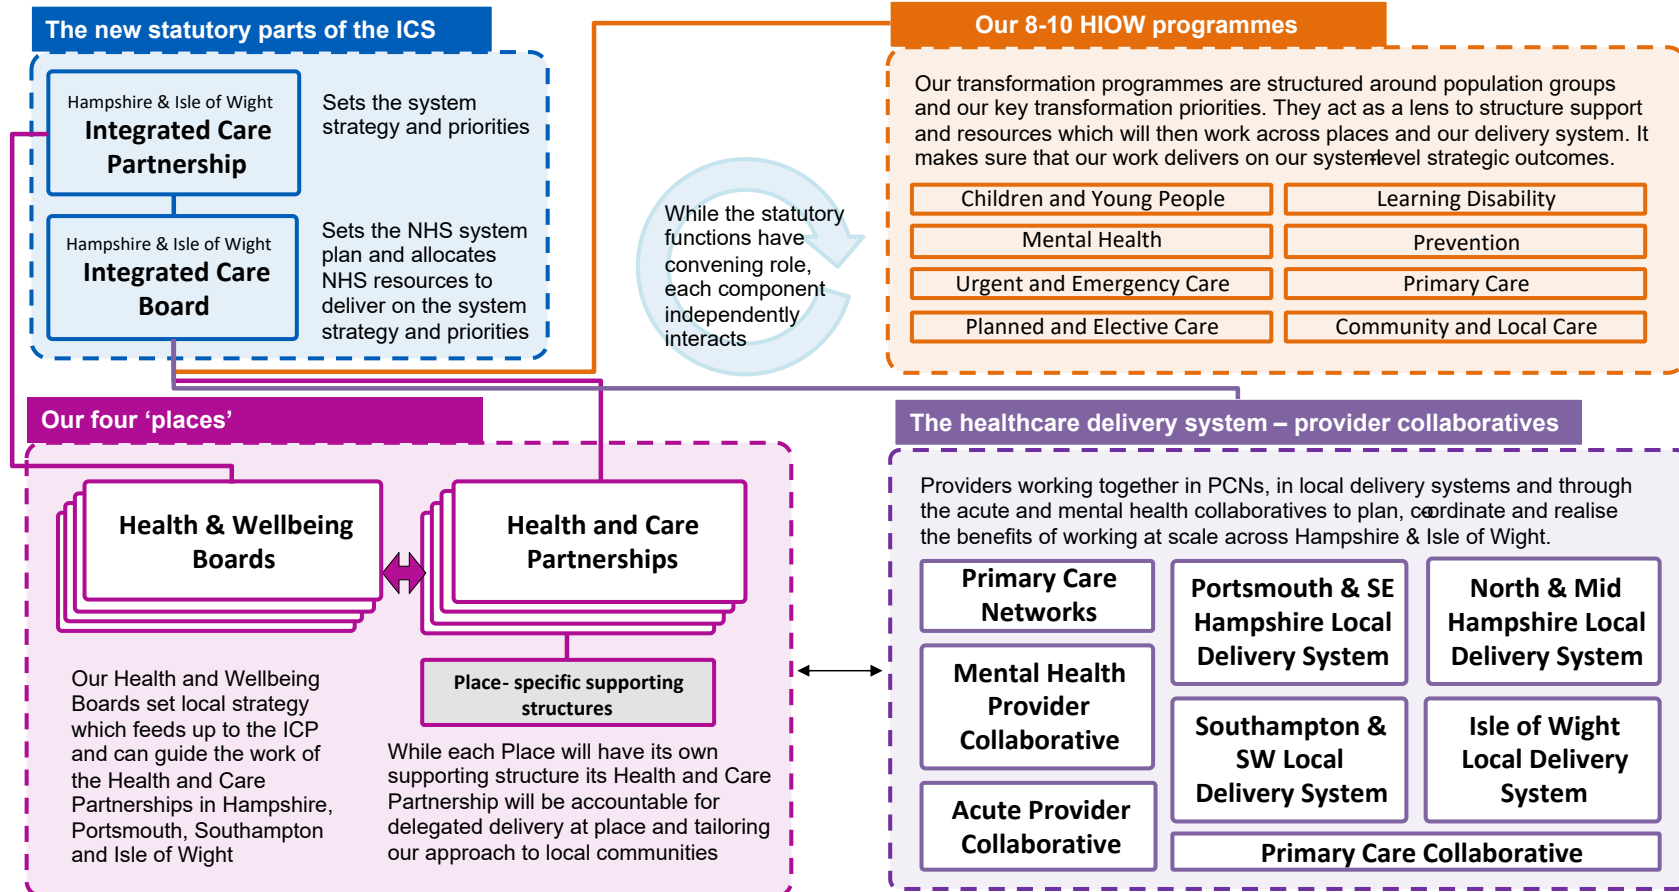 The new statutory parts of the ICS
Hampshire & Isle of Wight
Integrated Care
Partnership
Sets the system
strategy and priorities
Hampshire & Isle of Wight
Integrated Care
Board
Sets the NHS system
plan and allocates
NHS resources to
deliver on the system
strategy and priorities
While the statutory
functions have
convening role,
each component
independently
interacts
Our 8-10 HIOW programmes
Our transformation programmes are structured around population groups
and our key transformation priorities. They act as a lens to structure support
and resources which will then work across places and our delivery system. It
makes sure that our work delivers on our system-level strategic outcomes.
Children and Young People
Learning Disability
Mental Health
Prevention
Urgent and Emergency Care
Primary Care
Planned and Elective Care
Community and Local Care
Our four ‘places’
Health & Wellbeing
Boards
Health and Care
Partnerships
Place- specific supporting
structures
Our Health and Wellbeing
Boards set local strategy
which feeds up to the ICP
and can guide the work of
the Health and Care
Partnerships in Hampshire,
Portsmouth, Southampton
and Isle of Wight
While each Place will have its own
supporting structure its Health and Care
Partnership will be accountable for
delegated delivery at place and tailoring
our approach to local communities
The healthcare delivery system – provider collaboratives
Providers working together in PCNs, in local delivery systems and through
the acute and mental health collaboratives to plan, co-ordinate and realise
the benefits of working at scale across Hampshire & Isle of Wight.
Primary Care
Networks
Mental Health
Provider
Collaborative
Acute Provider
Collaborative
Portsmouth & SE
Hampshire Local
Delivery System
North & Mid
Hampshire Local
Delivery System
Southampton &
SW Local
Delivery System
Isle of Wight
Local Delivery
System
Primary Care Collaborative